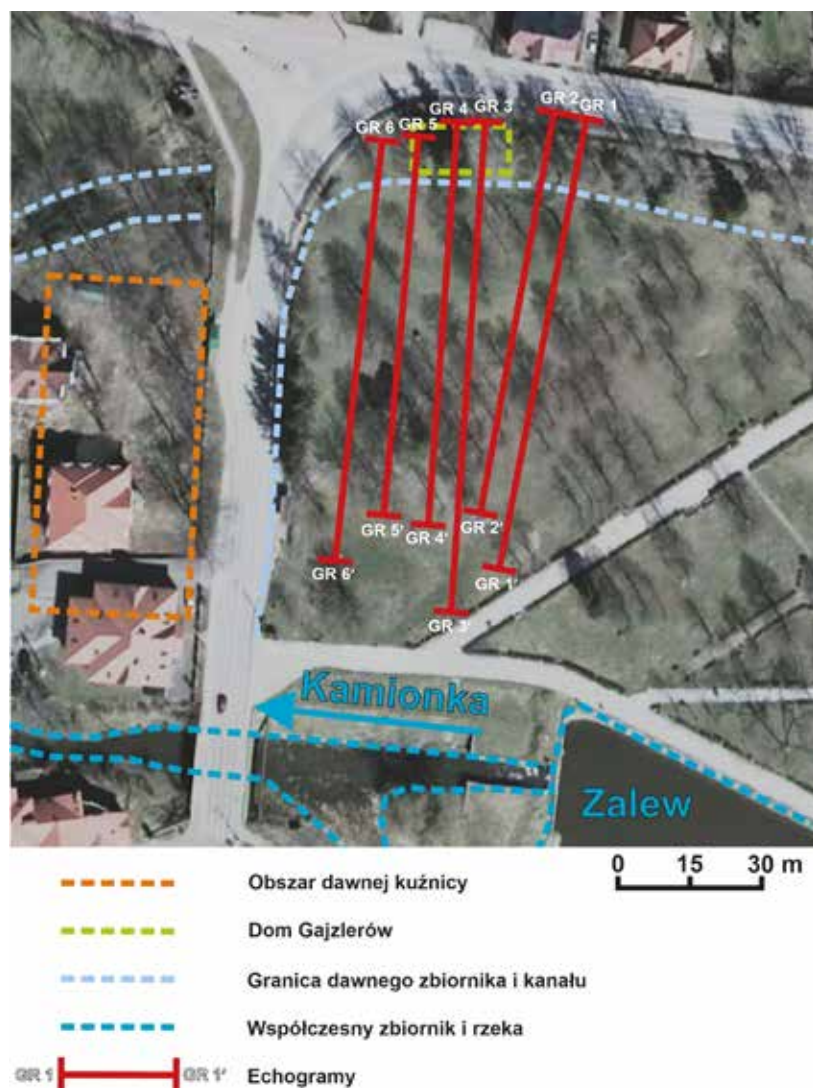 GR 6 GR 5 GR 4 GR 3 GR 2 GR 1
GR 5' GR 4' GR 2'
GR 6' GR 1'
GR 3'
Kamionka
Zalew
0 15 30 m
Obszar dawnej kuźnicy
Dom Gajzlerów
Granica dawnego zbiornika i kanału
Współczesny zbiornik i rzeka
GR 1 GR 1' Echogramy